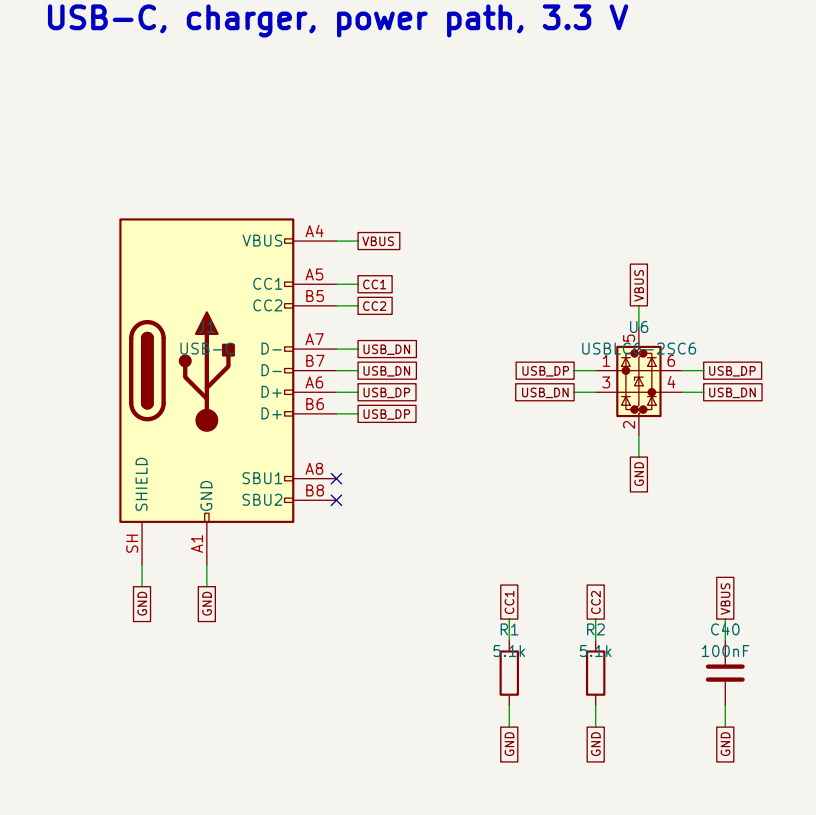 USB-C, charger, power path, 3.3 V
VBUS A4 VBUS
CC1 A5 CC1
CC2 B5 CC2
J1
USB-C
D- A7 USB_DN
D- B7 USB_DN
D+ A6 USB_DP
D+ B6 USB_DP
SBU1 A8
SBU2 B8
SHIELD
GND
SH
A1
GND
GND
VBUS
U6
USBLC6-2SC6
5
USB_DP 1 6 USB_DP
USB_DN 3 4 USB_DN
2
GND
CC1
R1
5.1k
GND
CC2
R2
5.1k
GND
VBUS
C40
100nF
GND